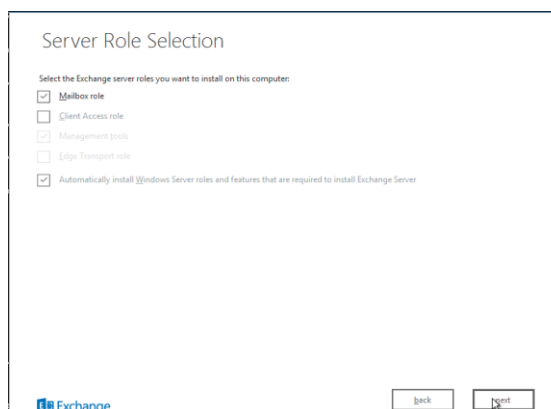 Server Role Selection
Select the Exchange server roles you want to install on this computer:
Mailbox role
Client Access role
Management tools
Edge Transport role
Automatically install Windows Server roles and features that are required to install Exchange Server
back
next
Exchange